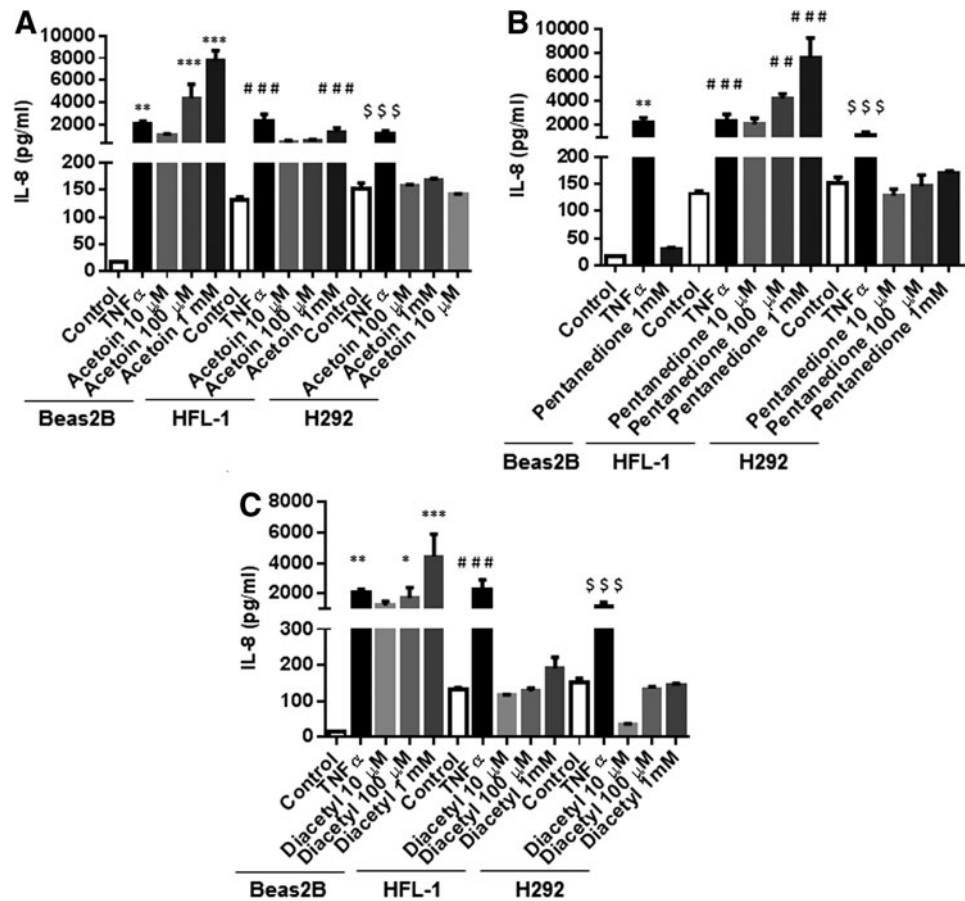 A
IL-8 (pg/ml)
10000
8000
6000
4000
2000
200
150
100
50
0
** *** *** # # # # # # $ $ $
Control
TNFα
Acetoin 10 µM
Acetoin 100 µM
Acetoin 1 mM
Control
TNFα
Acetoin 10 µM
Acetoin 100 µM
Acetoin 1mM
Control
TNFα
Acetoin 100 µM
Acetoin 1mM
Acetoin 10 µM
Beas2B HFL-1 H292
B
IL-8 (pg/ml)
10000
8000
6000
4000
2000
200
150
100
50
0
** # # # # # # # # $ $ $
Control
TNFα
Pentanedione 1mM
Control
TNFα
Pentanedione 10 µM
Pentanedione 100 µM
Pentanedione 1 mM
Control
TNFα
Pentanedione 10 µM
Pentanedione 100 µM
Pentanedione 1mM
Beas2B HFL-1 H292
C
IL-8 (pg/ml)
8000
6000
4000
2000
300
200
100
0
** * *** # # # $ $ $
Control
TNFα
Diacetyl 10 µM
Diacetyl 100 µM
Diacetyl 1 mM
Control
TNFα
Diacetyl 10 µM
Diacetyl 100 µM
Diacetyl 1mM
Control
TNFα
Diacetyl 10 µM
Diacetyl 100 µM
Diacetyl 1mM
Beas2B HFL-1 H292